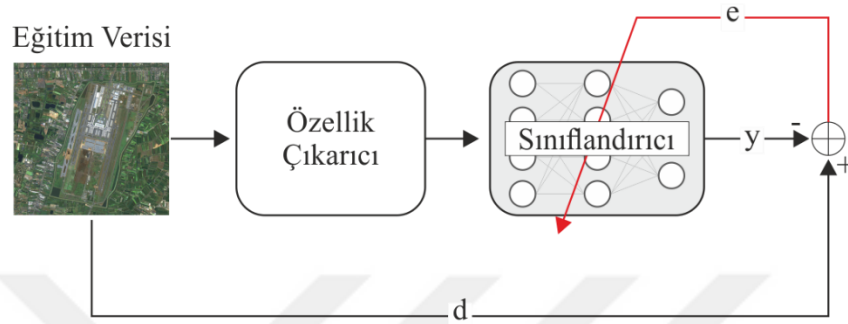 e
Eğitim Verisi
Özellik
Çıkarıcı
Sınıflandırıcı
y
-
+
d